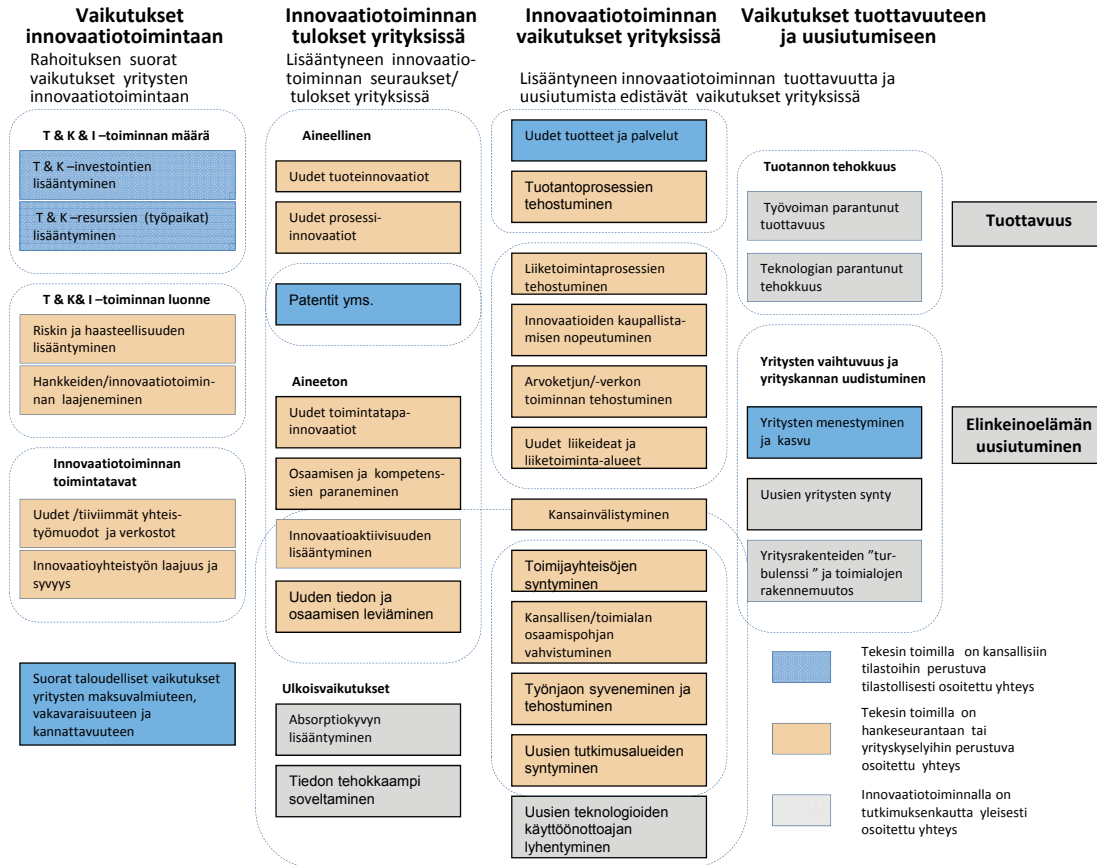 Vaikutukset
innovaatiotoimintaan
Rahoituksen suorat
vaikutukset yritysten
innovaatiotoimintaan
T & K & I –toiminnan määrä
T & K –investointien
lisääntyminen
T & K –resurssien (työpaikat)
lisääntyminen
T & K& I –toiminnan luonne
Riskin ja haasteellisuuden
lisääntyminen
Hankkeiden/innovaatiotoimin-
nan laajeneminen
Innovaatiotoiminnan
toimintatavat
Uudet /tiiviimmät yhteis-
työmuodot ja verkostot
Innovaatioyhteistyön laajuus ja
syvyys
Suorat taloudelliset vaikutukset
yritysten maksuvalmiuteen,
vakavaraisuuteen ja
kannattavuuteen
Innovaatiotoiminnan
tulokset yrityksissä
Lisääntyneen innovaatio-
toiminnan seuraukset/
tulokset yrityksissä
Aineellinen
Uudet tuoteinnovaatiot
Uudet prosessi-
innovaatiot
Patentit yms.
Aineeton
Uudet toimintatapa-
innovaatiot
Osaamisen ja kompetens-
sien paraneminen
Innovaatioaktiivisuuden
lisääntyminen
Uuden tiedon ja
osaamisen leviäminen
Ulkoisvaikutukset
Absorptiokyvyn
lisääntyminen
Tiedon tehokkaampi
soveltaminen
Innovaatiotoiminnan
vaikutukset yrityksissä
Lisääntyneen innovaatiotoiminnan tuottavuutta ja
uusiutumista edistävät vaikutukset yrityksissä
Uudet tuotteet ja palvelut
Tuotantoprosessien
tehostuminen
Liiketoimintaprosessien
tehostuminen
Innovaatioiden kaupallista-
misen nopeutuminen
Arvoketjun/-verkon
toiminnan tehostuminen
Uudet liikeideat ja
liiketoiminta-alueet
Kansainvälistyminen
Toimijayhteisöjen
syntyminen
Kansallisen/toimialan
osaamispohjan
vahvistuminen
Työnjaon syveneminen ja
tehostuminen
Uusien tutkimusalueiden
syntyminen
Uusien teknologioiden
käyttöönottoajan
lyhentyminen
Vaikutukset tuottavuuteen
ja uusiutumiseen
Tuotannon tehokkuus
Työvoiman parantunut
tuottavuus
Teknologian parantunut
tehokkuus
Tuottavuus
Yritysten vaihtuvuus ja
yrityskannan uudistuminen
Yritysten menestyminen
ja kasvu
Uusien yritysten synty
Yritysrakenteiden ”tur-
bulenssi ” ja toimialojen
rakennemuutos
Elinkeinoelämän
uusiutuminen
Tekesin toimilla on kansallisiin
tilastoihin perustuva
tilastollisesti osoitettu yhteys
Tekesin toimilla on
hankeseurantaan tai
yrityskyselyihin perustuva
osoitettu yhteys
Innovaatiotoiminnalla on
tutkimuksenkautta yleisesti
osoitettu yhteys